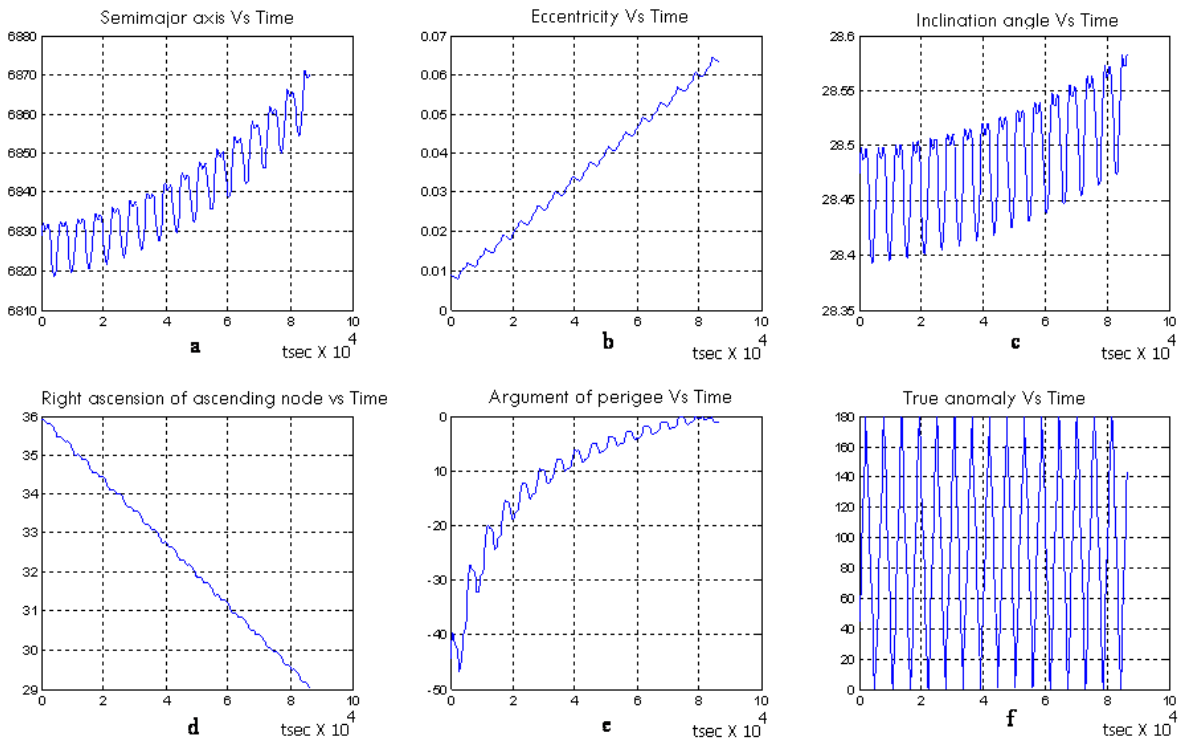 Semimajor axis Vs Time
6880
6870
6860
6850
6840
6830
6820
6810
0 2 4 6 8 10
a
tsec X 10^4
Eccentricity Vs Time
0.07
0.06
0.05
0.04
0.03
0.02
0.01
0
0 2 4 6 8 10
b
tsec X 10^4
Inclination angle Vs Time
28.6
28.55
28.5
28.45
28.4
28.35
0 2 4 6 8 10
c
tsec X 10^4
Right ascension of ascending node vs Time
36
35
34
33
32
31
30
29
0 2 4 6 8 10
d
tsec X 10^4
Argument of perigee Vs Time
0
10
-20
-30
-40
-50
0 2 4 6 8 10
e
tsec X 10^4
True anomaly Vs Time
180
160
140
120
100
80
60
40
20
0
0 2 4 6 8 10
f
tsec X 10^4